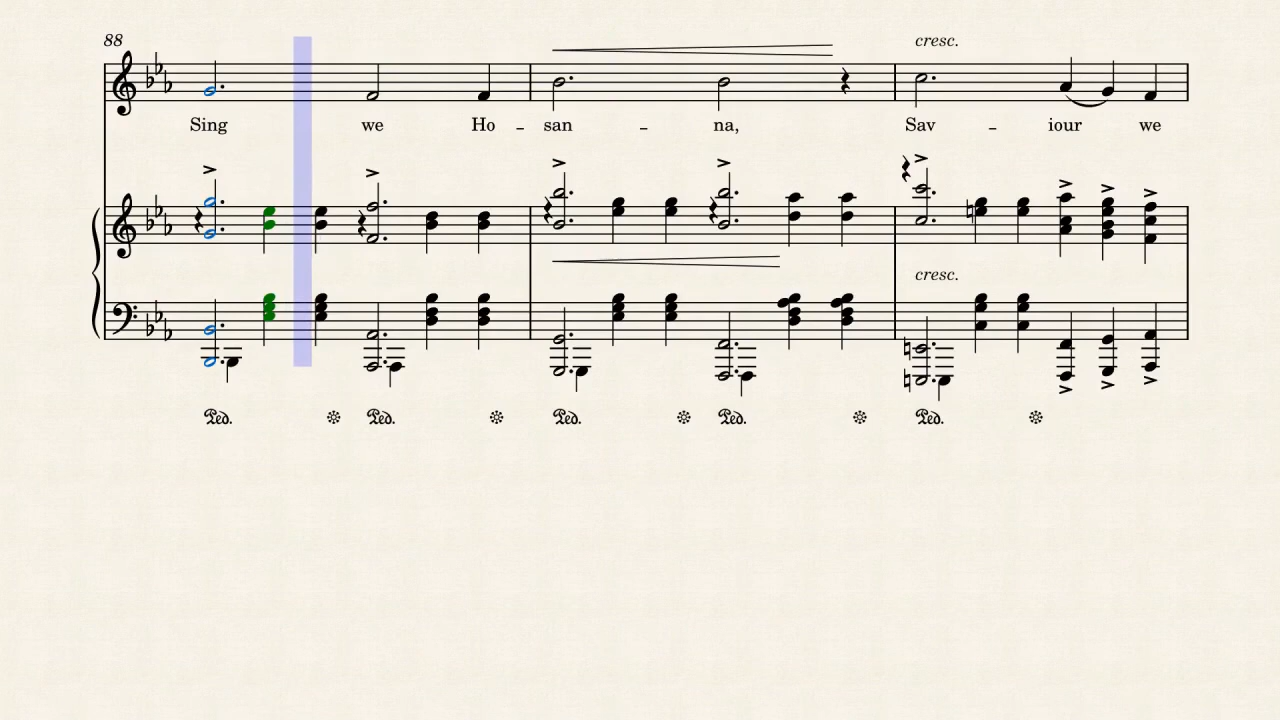 88
cresc.
Sing we Ho – san – na, Sav – iour we
cresc.
Ped. Ped. Ped. Ped. Ped.